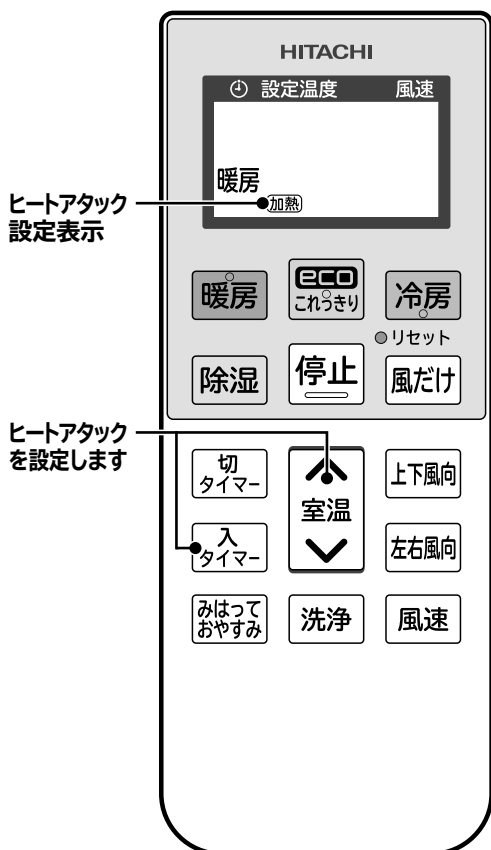 HITACHI
設定温度 風速
暖房
加熱
ヒートアタック
設定表示
暖房
eco
これっきり
冷房
リセット
除湿
停止
風だけ
ヒートアタック
を設定します
切
タイマー
室温
上下風向
入
タイマー
左右風向
みはって
おやすみ
洗浄
風速